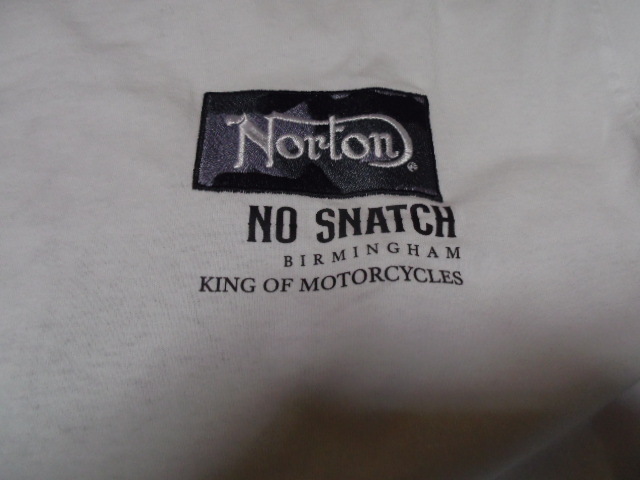 Norton®
NO SNATCH
BIRMINGHAM
KING OF MOTORCYCLES